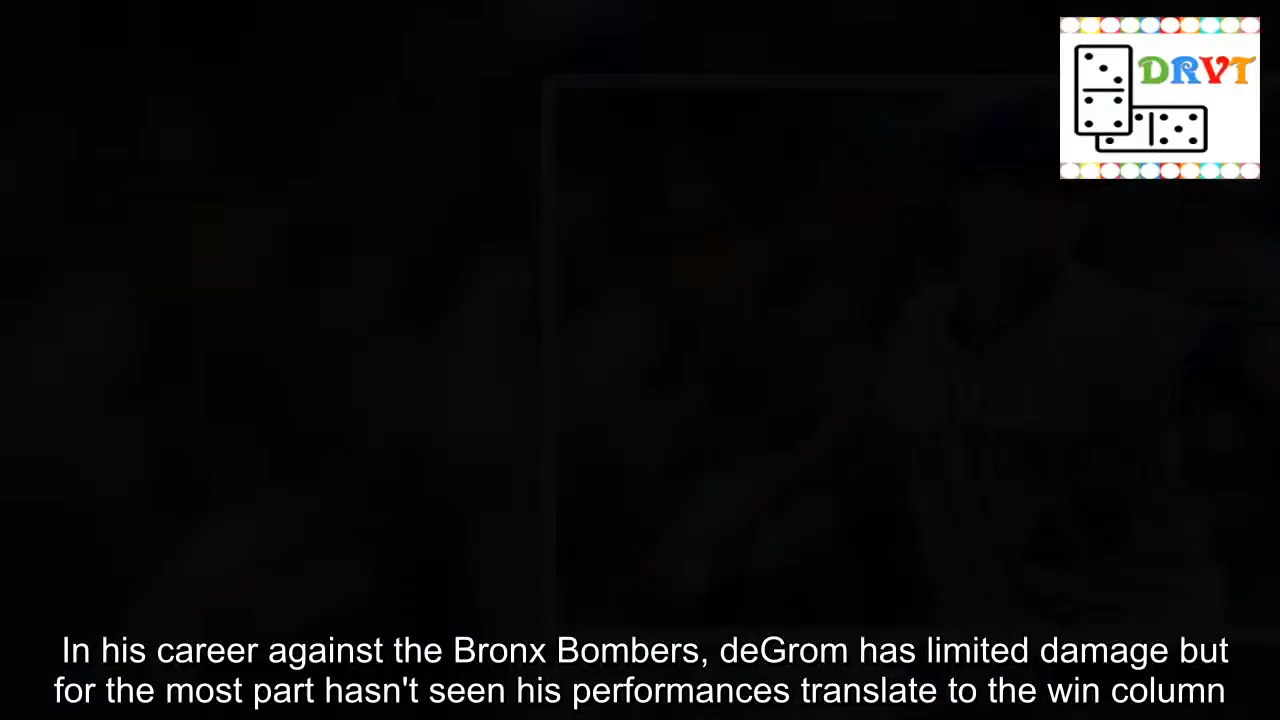 DRVT
In his career against the Bronx Bombers, deGrom has limited damage but
for the most part hasn't seen his performances translate to the win column